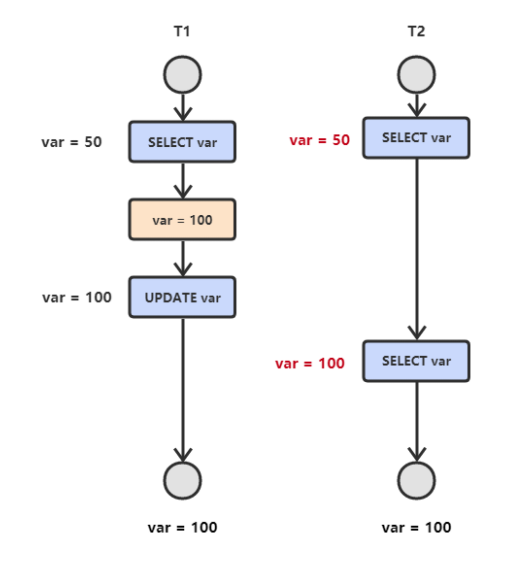 T1
T2
var = 50
SELECT var
var = 50
SELECT var
var = 100
var = 100
UPDATE var
var = 100
SELECT var
var = 100
var = 100